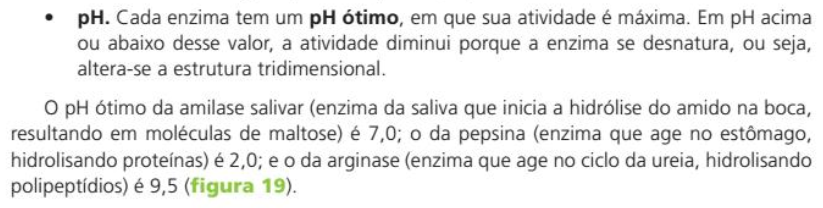 • pH. Cada enzima tem um pH ótimo, em que sua atividade é máxima. Em pH acima
ou abaixo desse valor, a atividade diminui porque a enzima se desnatura, ou seja,
altera-se a estrutura tridimensional.
O pH ótimo da amilase salivar (enzima da saliva que inicia a hidrólise do amido na boca,
resultando em moléculas de maltose) é 7,0; o da pepsina (enzima que age no estômago,
hidrolisando proteínas) é 2,0; e o da arginase (enzima que age no ciclo da ureia, hidrolisando
polipeptídios) é 9,5 (figura 19).